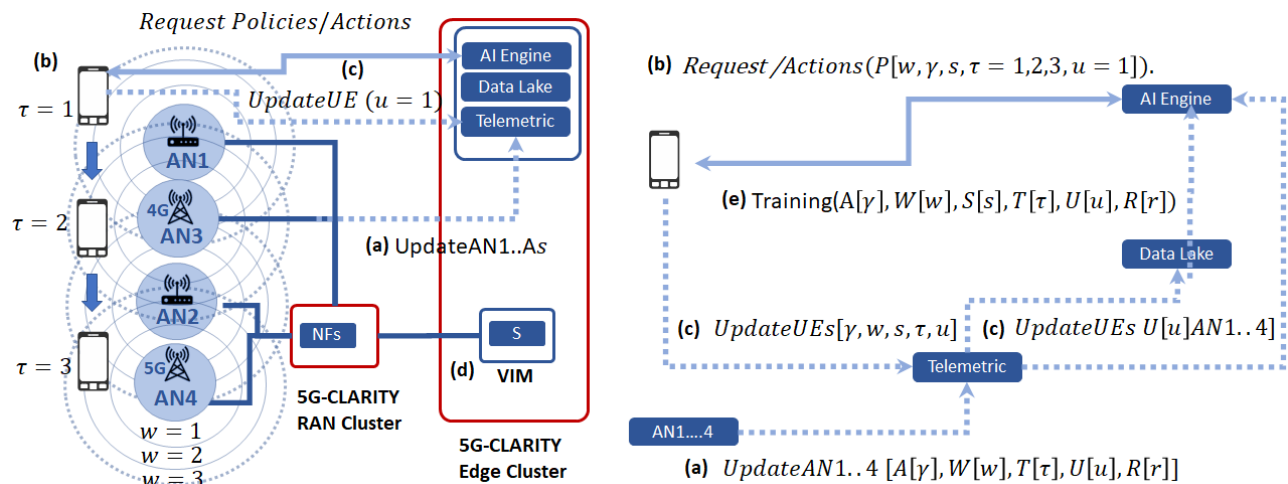 Request Policies/Actions
(b)
(c)
τ = 1
UpdateUE (u = 1)
AI Engine
Data Lake
Telemetric
AN1
τ = 2
4G
AN3
(a) UpdateAN1..As
AN2
τ = 3
5G
AN4
NFs
S
(d)
VIM
5G-CLARITY
RAN Cluster
5G-CLARITY
Edge Cluster
w = 1
w = 2
w = 3
(b) Request/Actions(P[w, γ, s, τ = 1,2,3, u = 1]).
AI Engine
(e) Training(A[γ], W[w], S[s], T[τ], U[u], R[r])
Data Lake
(c) UpdateUEs[γ, w, s, τ, u]
(c) UpdateUEs U[u]AN1..4]
Telemetric
AN1....4
(a) UpdateAN1..4 [A[γ], W[w], T[τ], U[u], R[r]]